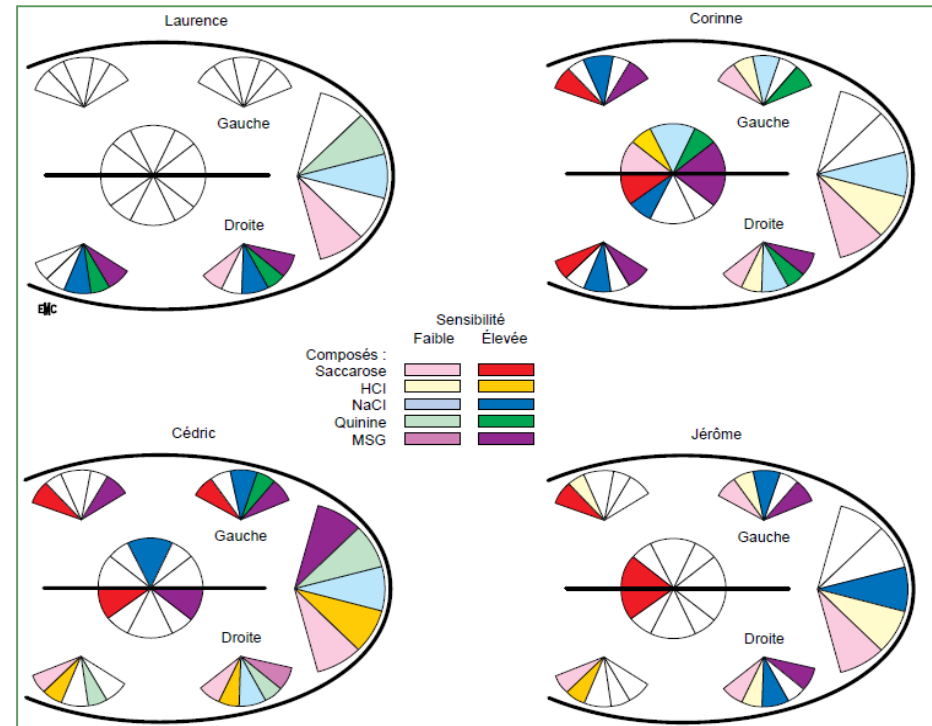 Laurence
Corinne
Gauche
Gauche
Droite
Droite
EMC
Sensibilité
Faible Élevée
Composés :
Saccarose
HCl
NaCl
Quinine
MSG
Cédric
Jérôme
Gauche
Gauche
Droite
Droite